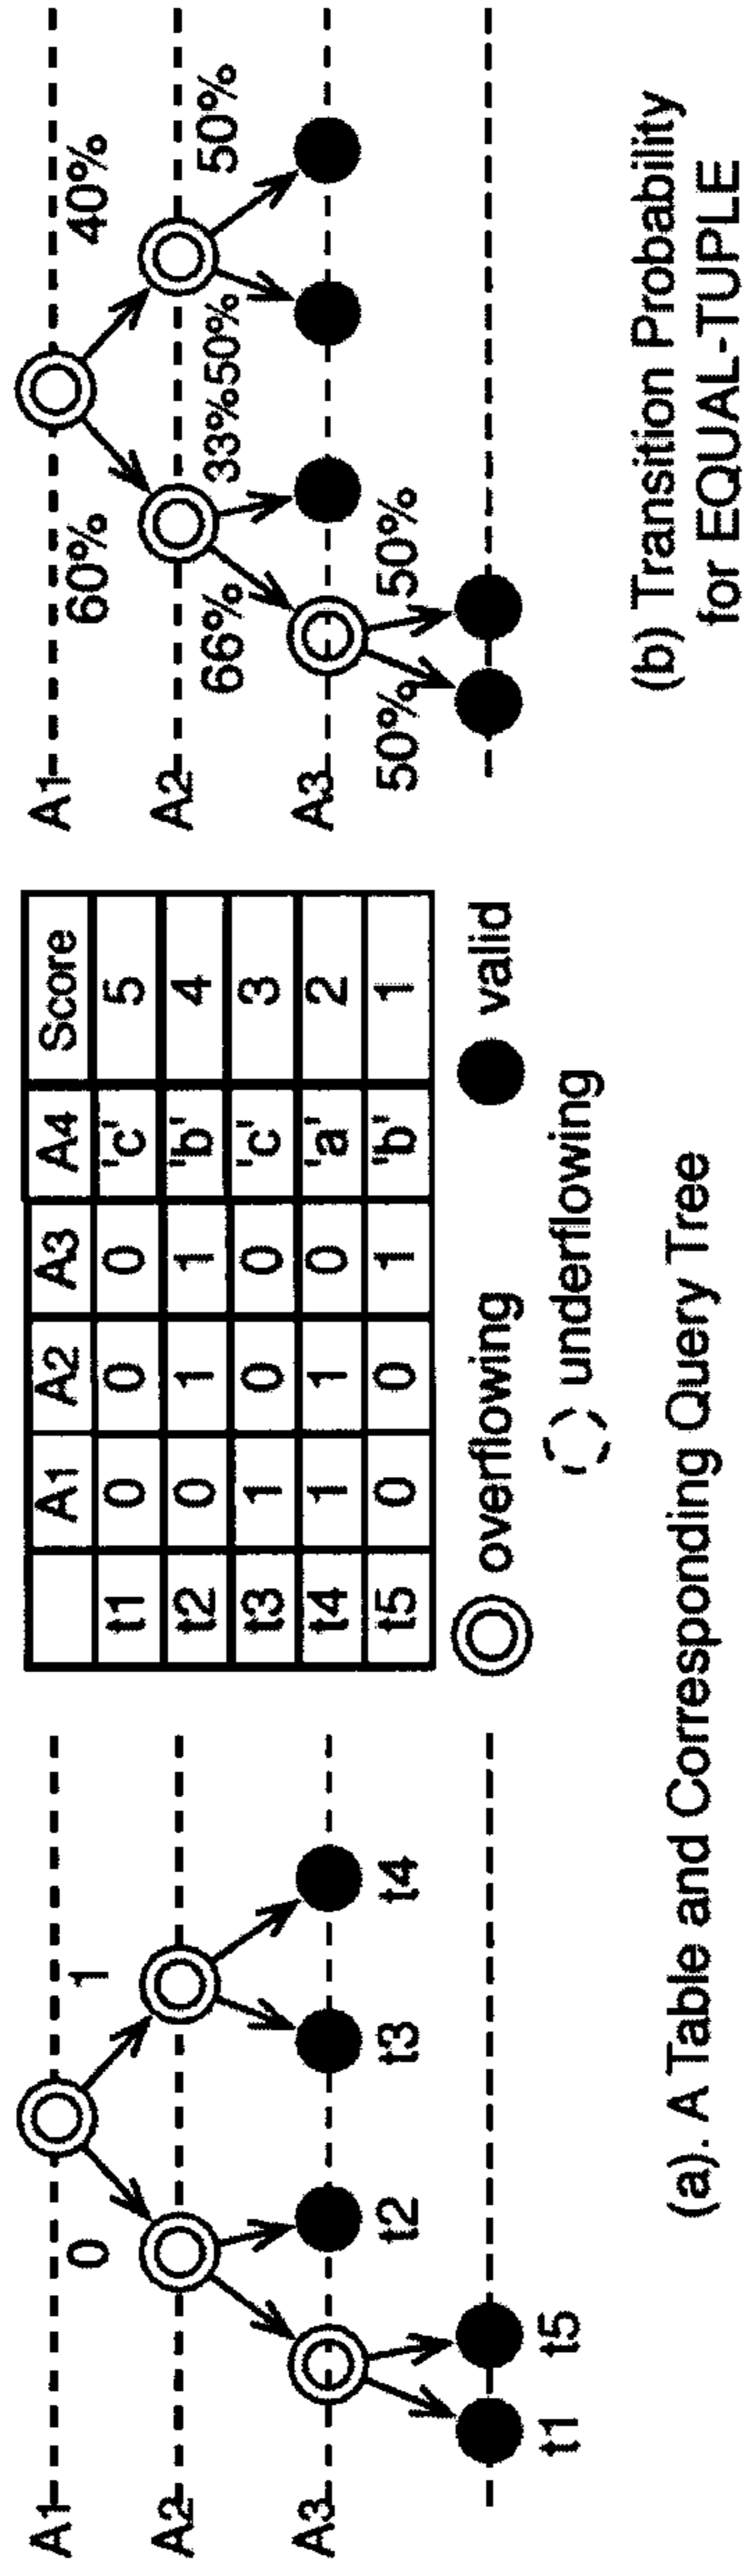 A1
0
1
A2
A3
t2
t3
t4
t1
t5
A1 A2 A3 A4 Score
t1 0 0 0 'c' 5
t2 0 1 1 'b' 4
t3 1 0 0 'c' 3
t4 1 1 0 'a' 2
t5 0 0 1 'b' 1
overflowing
valid
underflowing
(a). A Table and Corresponding Query Tree
A1
60%
40%
A2
66%
33%50%
50%
A3
50%
50%
(b) Transition Probability
for EQUAL-TUPLE